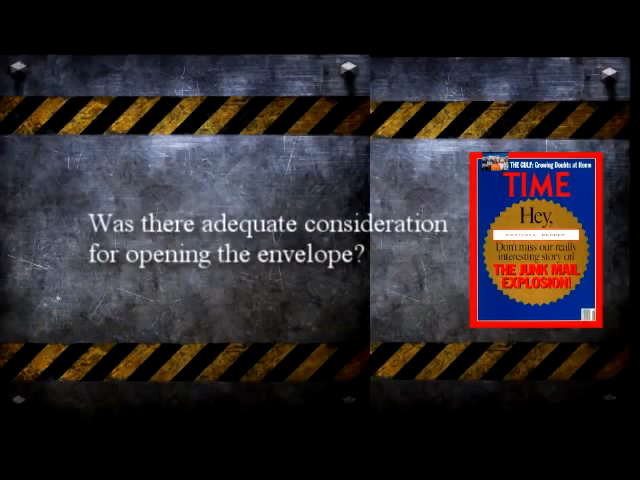 Was there adequate consideration
for opening the envelope?
THE GULF: Growing Doubts at Home
TIME
Hey,
Don't miss our really
interesting story on
THE JUNK MAIL
EXPLOSION!